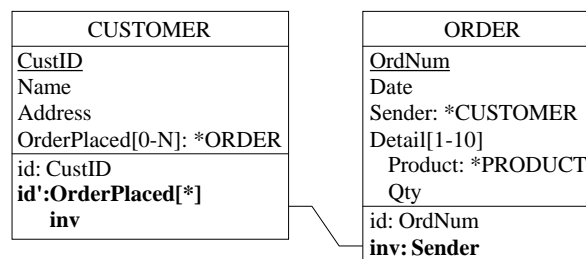 CUSTOMER
CustID
Name
Address
OrderPlaced[0-N]: *ORDER
id: CustID
id':OrderPlaced[*]
inv
ORDER
OrdNum
Date
Sender: *CUSTOMER
Detail[1-10]
Product: *PRODUCT
Qty
id: OrdNum
inv: Sender